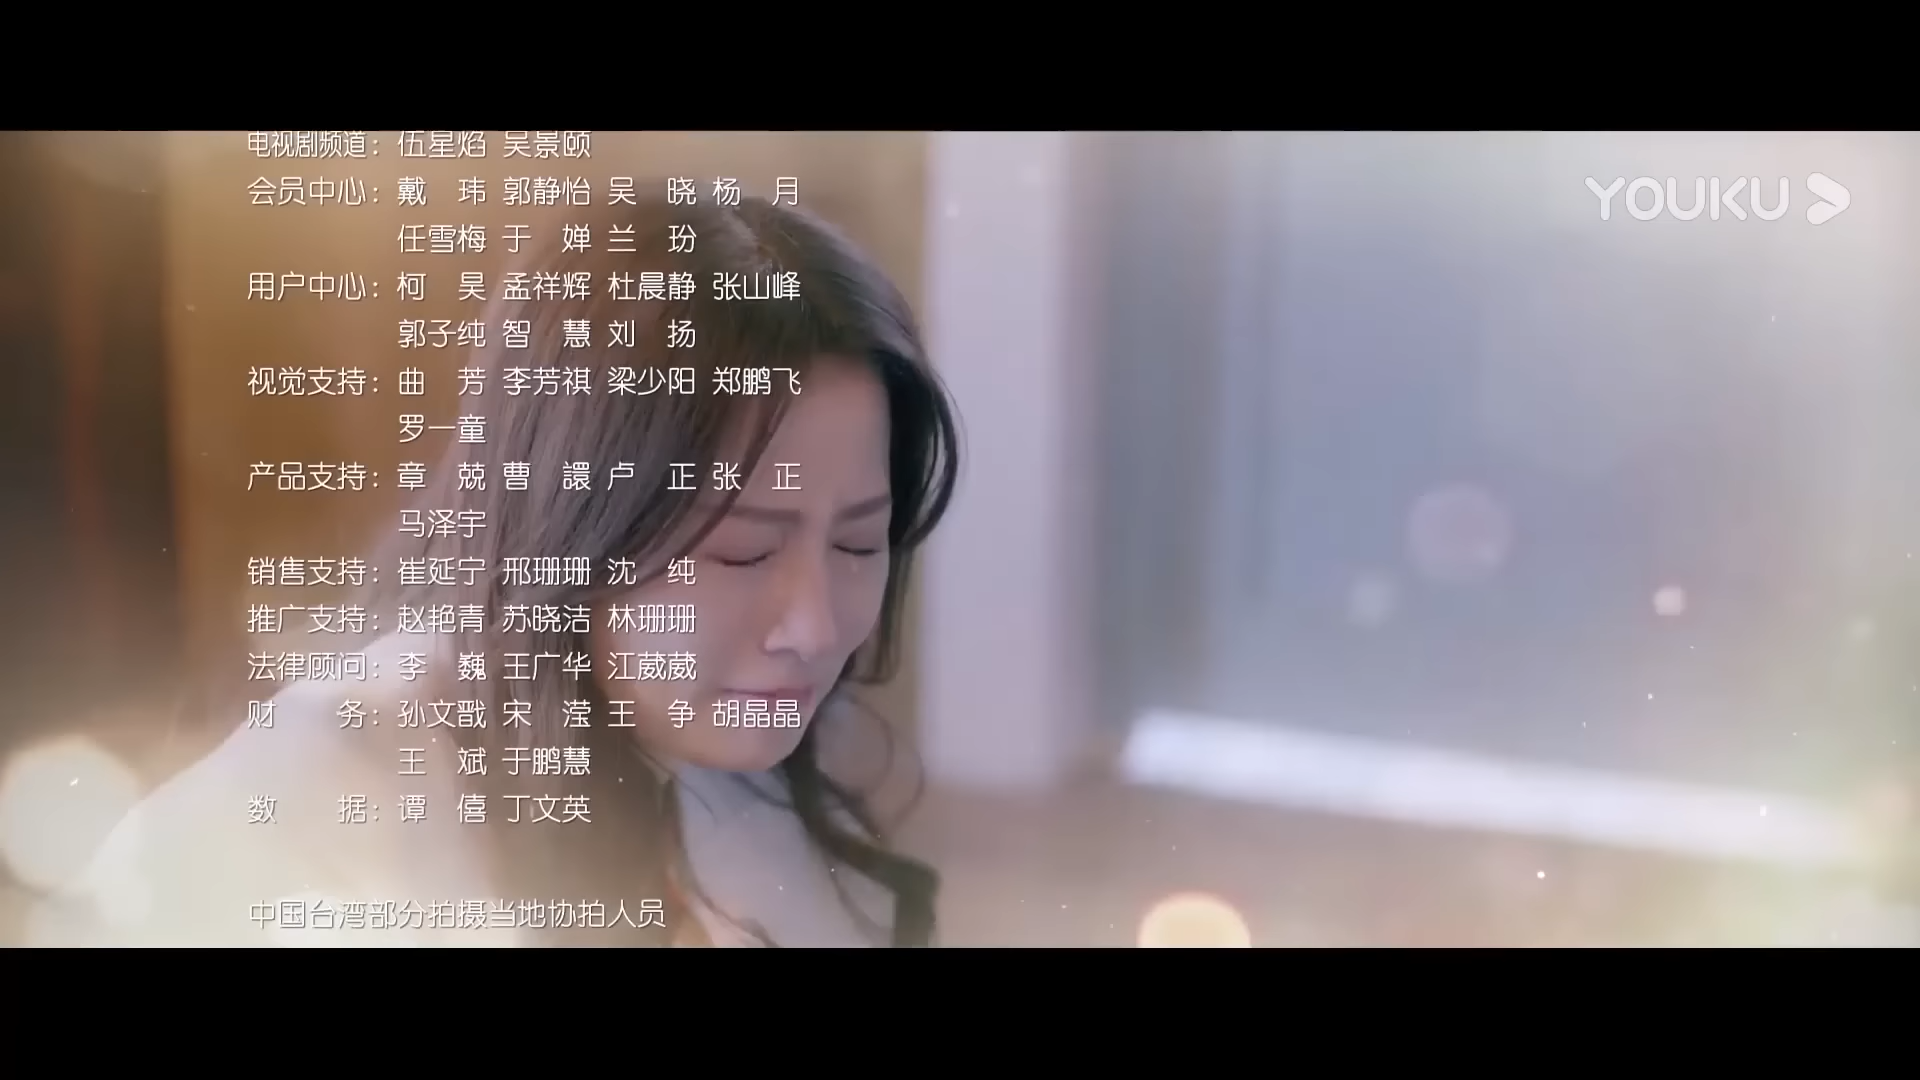 电视剧频道：伍星焰 吴景颐
YOUKU
会员中心：戴　玮 郭静怡 吴　晓 杨　月
任雪梅 于　婵 兰　玢
用户中心：柯　昊 孟祥辉 杜晨静 张山峰
郭子纯 智　慧 刘　扬
视觉支持：曲　芳 李芳祺 梁少阳 郑鹏飞
罗一童
产品支持：章　兢 曹　譞 卢　正 张　正
马泽宇
销售支持：崔延宁 邢珊珊 沈　纯
推广支持：赵艳青 苏晓洁 林珊珊
法律顾问：李　巍 王广华 江葳葳
财　　务：孙文戬 宋　滢 王　争 胡晶晶
王　斌 于鹏慧
数　　据：谭　僖 丁文英
中国台湾部分拍摄当地协拍人员